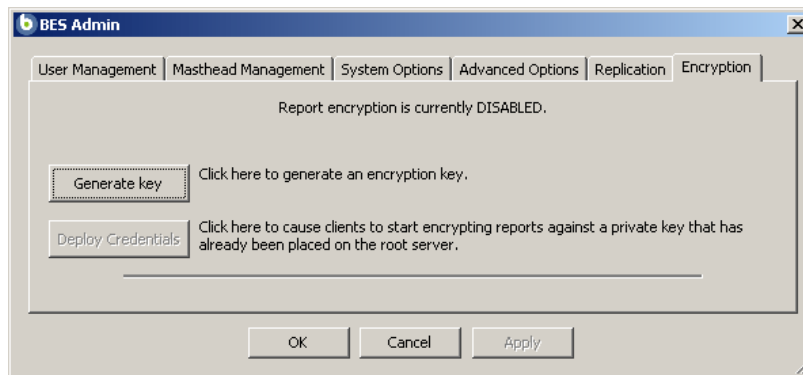 BES Admin
User Management Masthead Management System Options Advanced Options Replication Encryption
Report encryption is currently DISABLED.
Generate key Click here to generate an encryption key.
Deploy Credentials Click here to cause clients to start encrypting reports against a private key that has
already been placed on the root server.
OK Cancel Apply